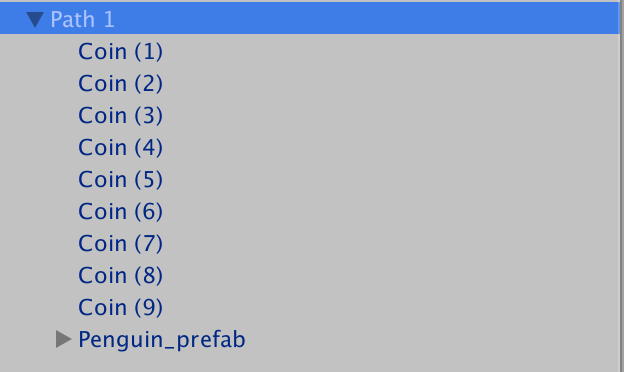 Path 1
Coin (1)
Coin (2)
Coin (3)
Coin (4)
Coin (5)
Coin (6)
Coin (7)
Coin (8)
Coin (9)
Penguin_prefab